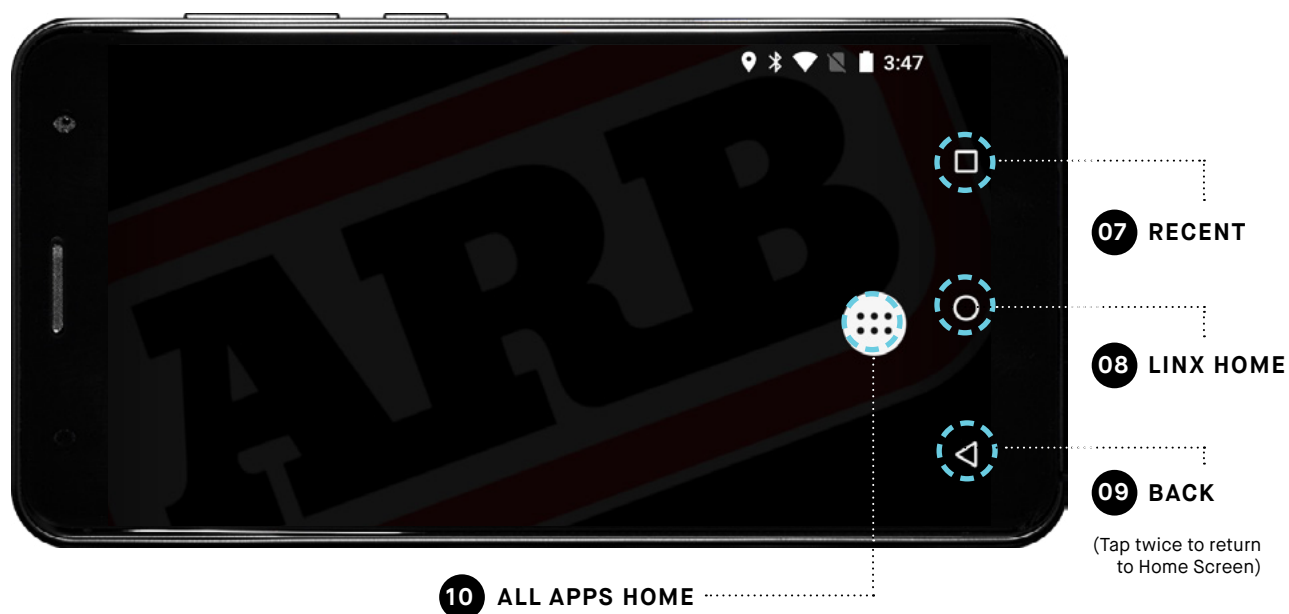 3:47
ARB
07 RECENT
08 LINX HOME
09 BACK
(Tap twice to return
to Home Screen)
10 ALL APPS HOME